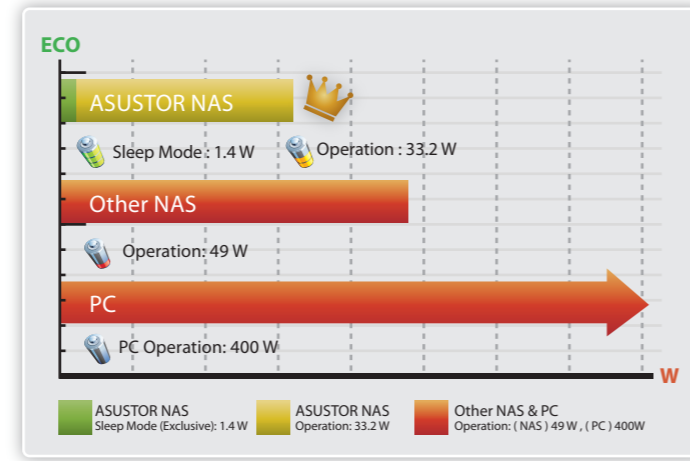 ECO
ASUSTOR NAS
Sleep Mode : 1.4 W
Operation : 33.2 W
Other NAS
Operation: 49 W
PC
PC Operation: 400 W
W
ASUSTOR NAS
Sleep Mode (Exclusive): 1.4 W
ASUSTOR NAS
Operation: 33.2 W
Other NAS & PC
Operation: ( NAS ) 49 W , ( PC ) 400W